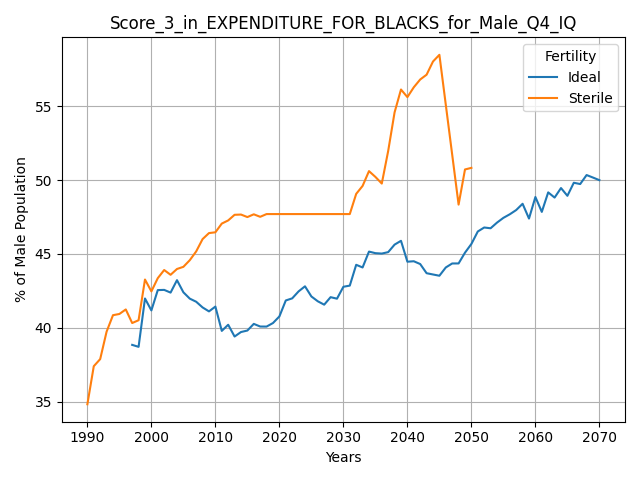 Score_3_in_EXPENDITURE_FOR_BLACKS_for_Male_Q4_IQ
Fertility
Ideal
Sterile
% of Male Population
55
50
45
40
35
1990 2000 2010 2020 2030 2040 2050 2060 2070
Years